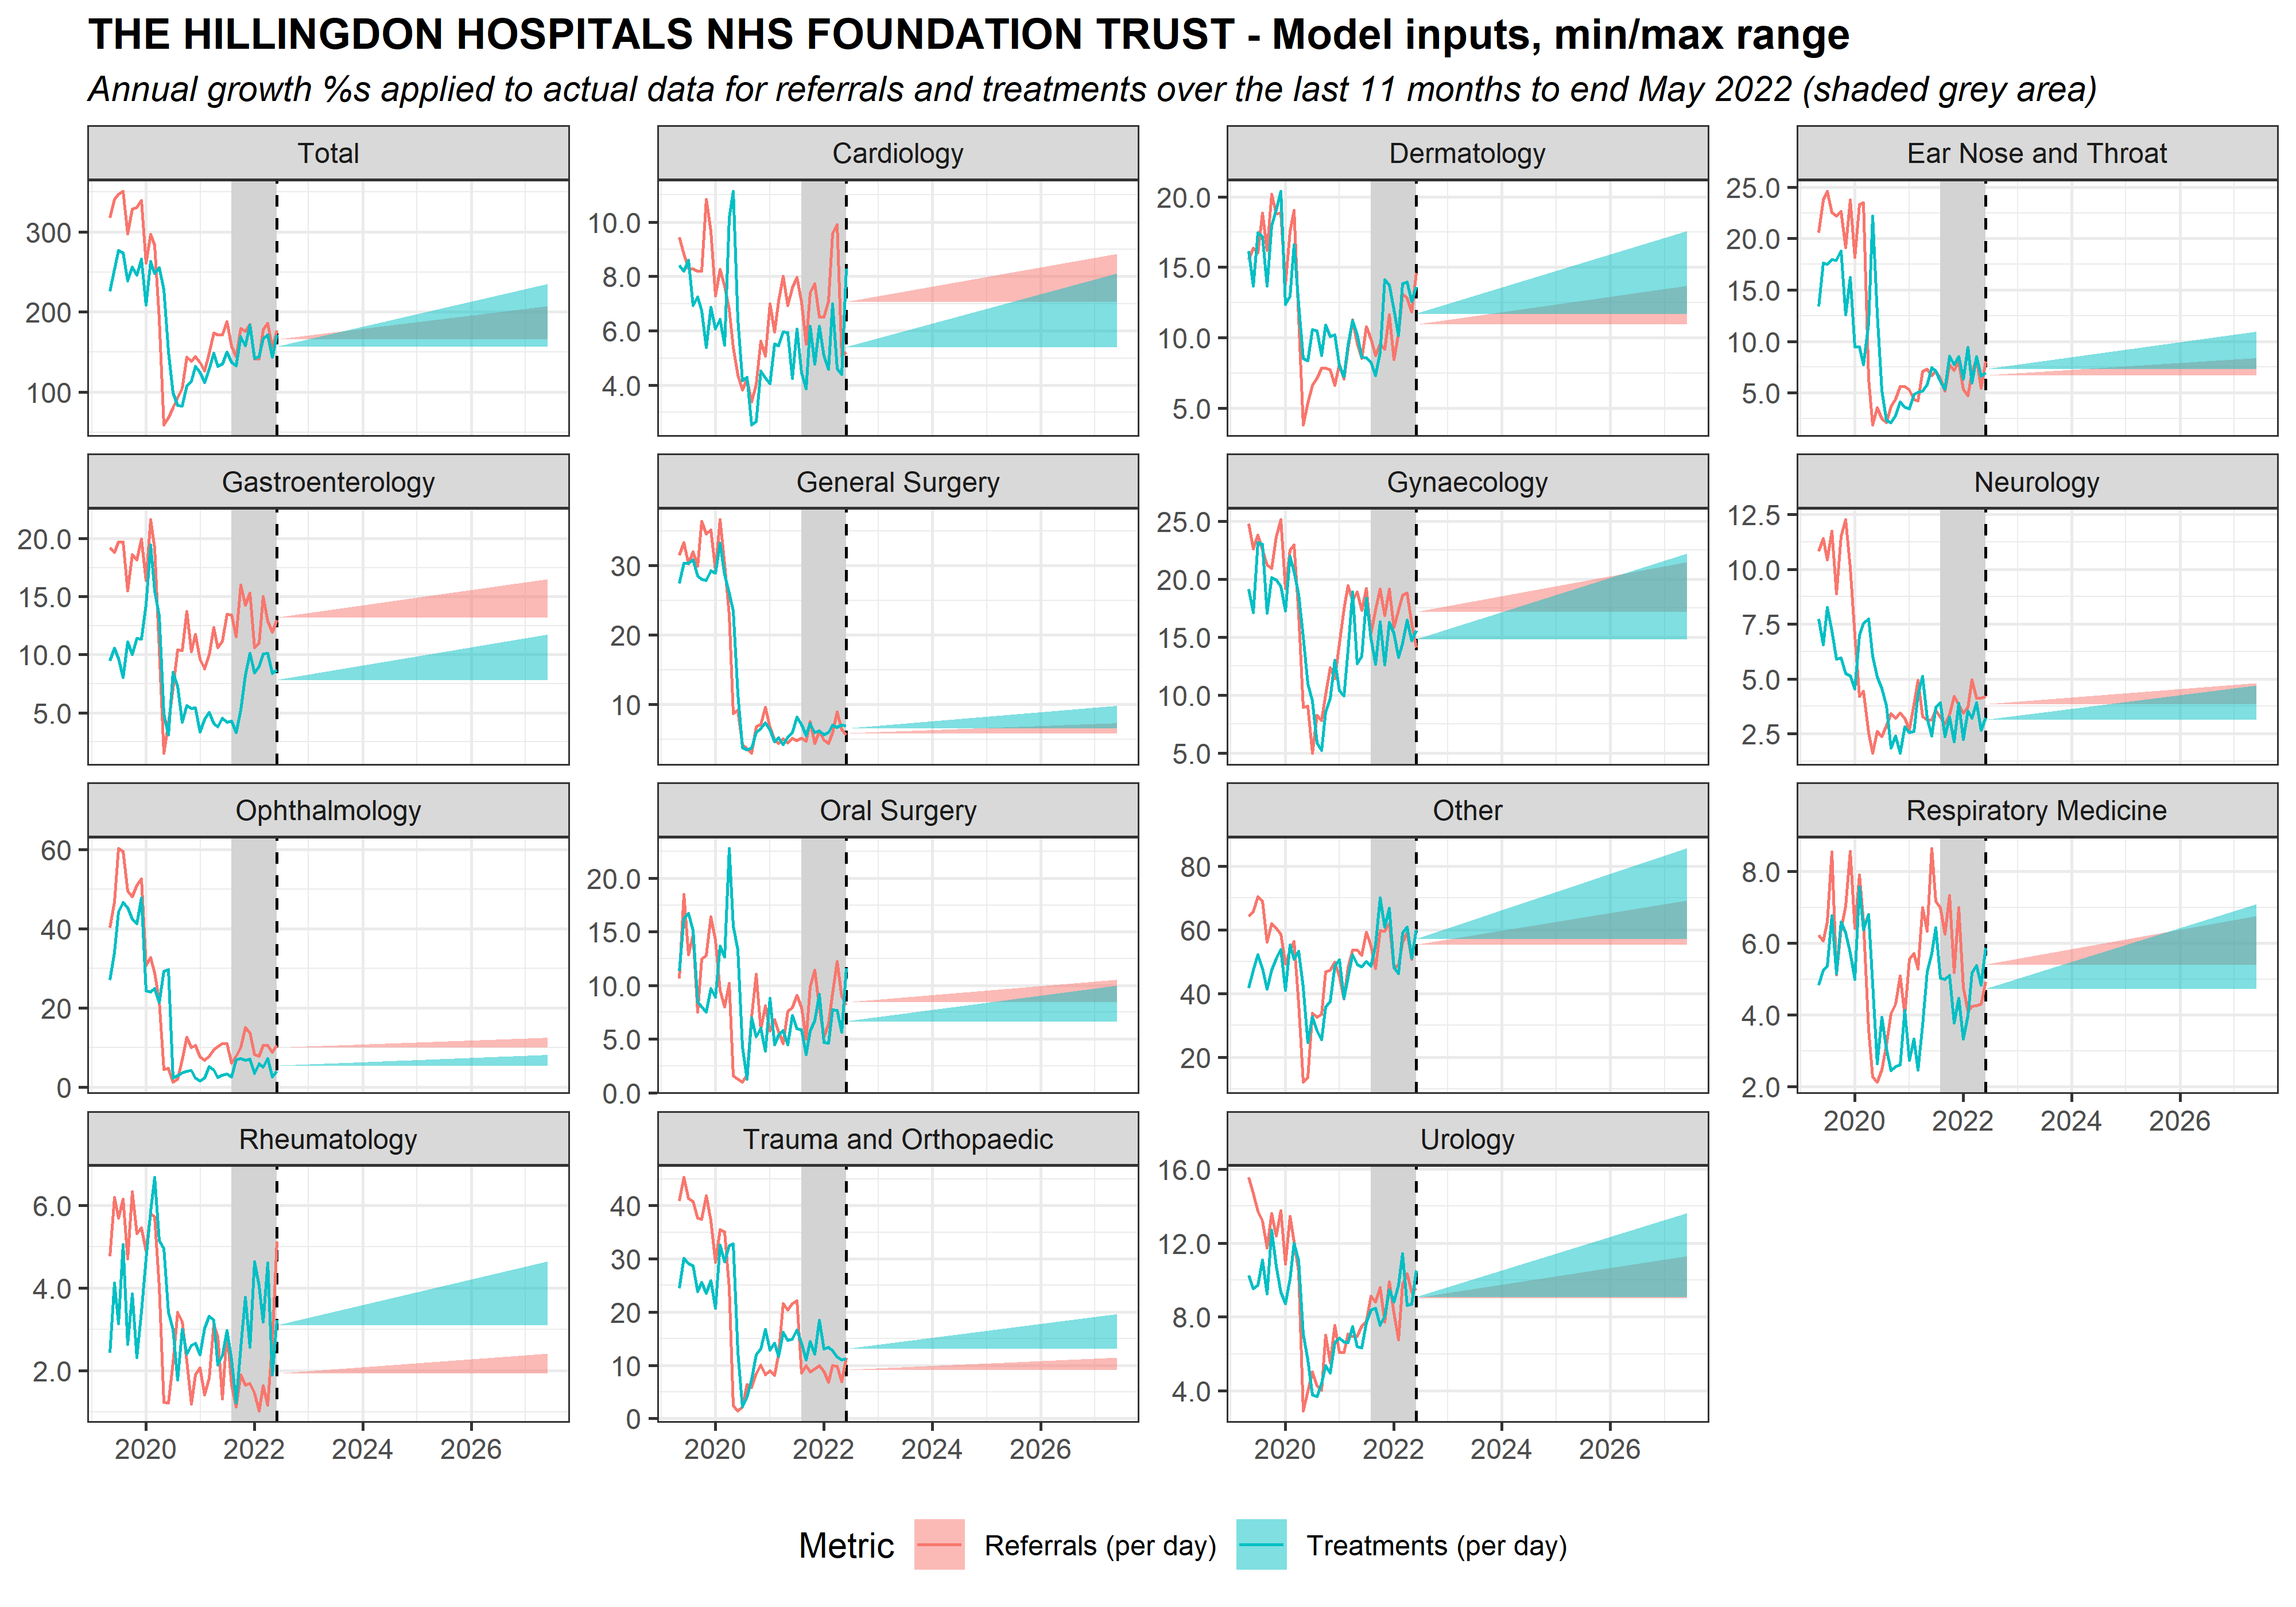 THE HILLINGDON HOSPITALS NHS FOUNDATION TRUST - Model inputs, min/max range
Annual growth %s applied to actual data for referrals and treatments over the last 11 months to end May 2022 (shaded grey area)
Total
300
200
100
Cardiology
10.0
8.0
6.0
4.0
Dermatology
20.0
15.0
10.0
5.0
Ear Nose and Throat
25.0
20.0
15.0
10.0
5.0
Gastroenterology
20.0
15.0
10.0
5.0
General Surgery
30
20
10
Gynaecology
25.0
20.0
15.0
10.0
5.0
Neurology
12.5
10.0
7.5
5.0
2.5
Ophthalmology
60
40
20
0
Oral Surgery
20.0
15.0
10.0
5.0
0.0
Other
80
60
40
20
Respiratory Medicine
8.0
6.0
4.0
2.0
2020 2022 2024 2026
Rheumatology
6.0
4.0
2.0
2020 2022 2024 2026
Trauma and Orthopaedic
40
30
20
10
0
2020 2022 2024 2026
Urology
16.0
12.0
8.0
4.0
2020 2022 2024 2026
Metric Referrals (per day) Treatments (per day)